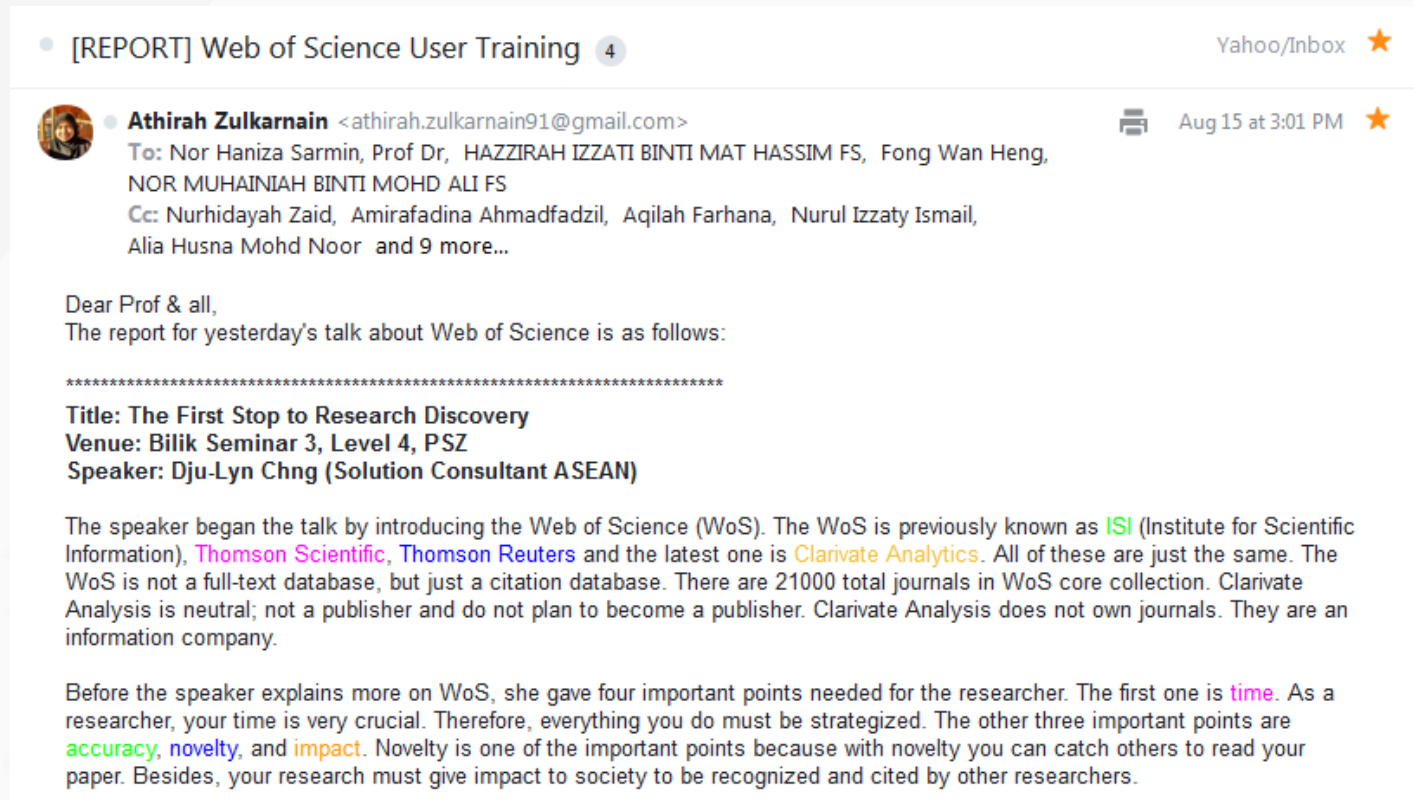 [REPORT] Web of Science User Training 4
Yahoo/Inbox
Athirah Zulkarnain <athirah.zulkarnain91@gmail.com>
Aug 15 at 3:01 PM
To: Nor Haniza Sarmin, Prof Dr, HAZZIRAH IZZATI BINTI MAT HASSIM FS, Fong Wan Heng,
NOR MUHAINIAH BINTI MOHD ALI FS
Cc: Nurhidayah Zaid, Amirafadina Ahmadfadzil, Aqilah Farhana, Nurul Izzaty Ismail,
Alia Husna Mohd Noor and 9 more...
Dear Prof & all,
The report for yesterday's talk about Web of Science is as follows:
******************************************************************************
Title: The First Stop to Research Discovery
Venue: Bilik Seminar 3, Level 4, PSZ
Speaker: Dju-Lyn Chng (Solution Consultant ASEAN)
The speaker began the talk by introducing the Web of Science (WoS). The WoS is previously known as ISI (Institute for Scientific
Information), Thomson Scientific, Thomson Reuters and the latest one is Clarivate Analytics. All of these are just the same. The
WoS is not a full-text database, but just a citation database. There are 21000 total journals in WoS core collection. Clarivate
Analysis is neutral; not a publisher and do not plan to become a publisher. Clarivate Analysis does not own journals. They are an
information company.
Before the speaker explains more on WoS, she gave four important points needed for the researcher. The first one is time. As a
researcher, your time is very crucial. Therefore, everything you do must be strategized. The other three important points are
accuracy, novelty, and impact. Novelty is one of the important points because with novelty you can catch others to read your
paper. Besides, your research must give impact to society to be recognized and cited by other researchers.